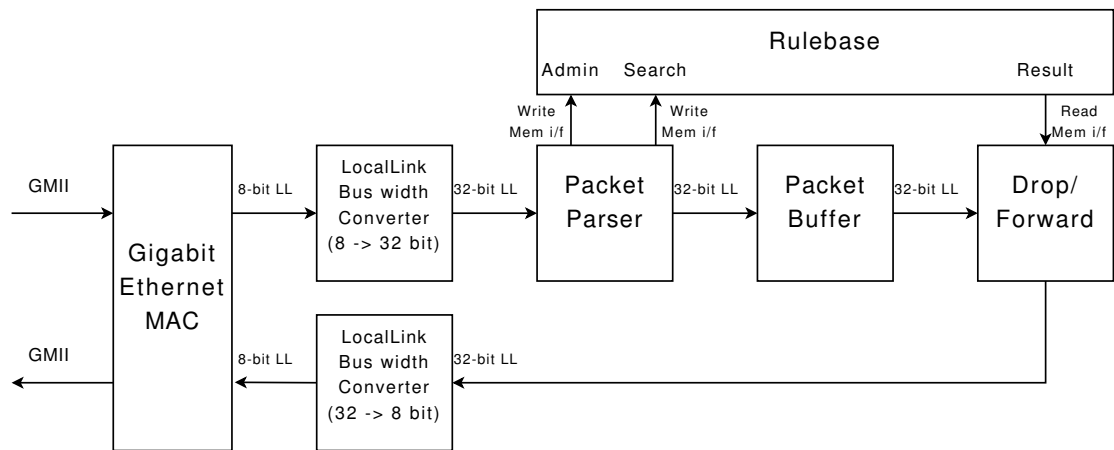 Rulebase
Admin
Search
Result
Write
Mem i/f
Write
Mem i/f
Read
Mem i/f
GMII
8-bit LL
LocalLink
Bus width
Converter
(8 -> 32 bit)
32-bit LL
Packet
Parser
32-bit LL
Packet
Buffer
32-bit LL
Drop/
Forward
Gigabit
Ethernet
MAC
GMII
8-bit LL
LocalLink
Bus width
Converter
(32 -> 8 bit)
32-bit LL